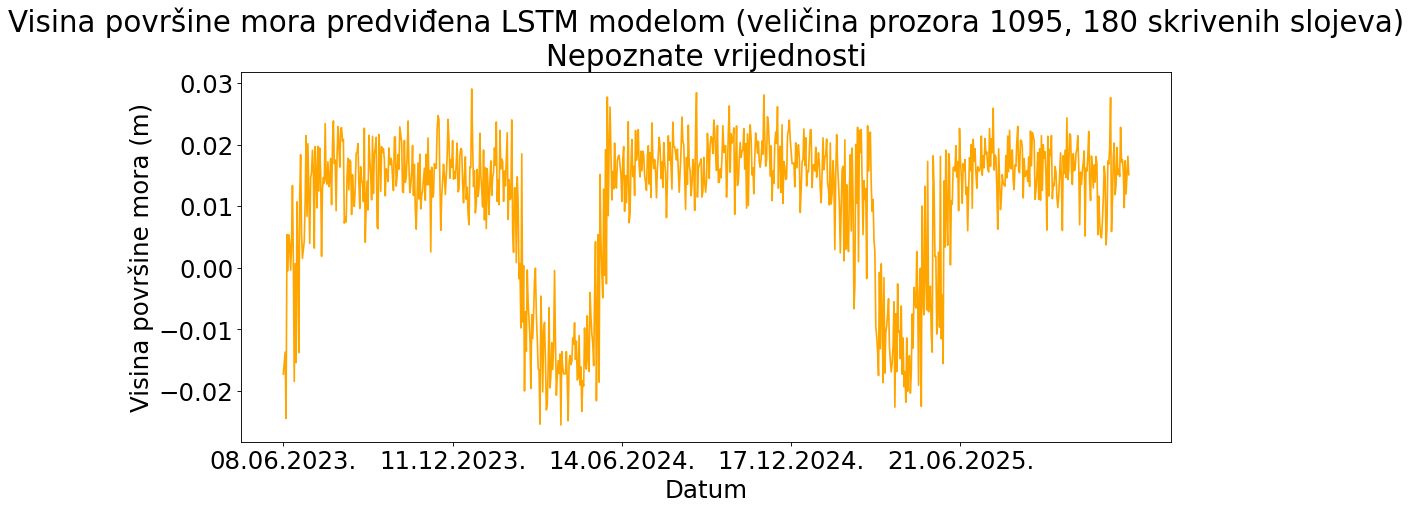 Visina površine mora predviđena LSTM modelom (veličina prozora 1095, 180 skrivenih slojeva)
Nepoznate vrijednosti
Visina površine mora (m)
0.03
0.02
0.01
0.00
−0.01
−0.02
08.06.2023. 11.12.2023. 14.06.2024. 17.12.2024. 21.06.2025.
Datum